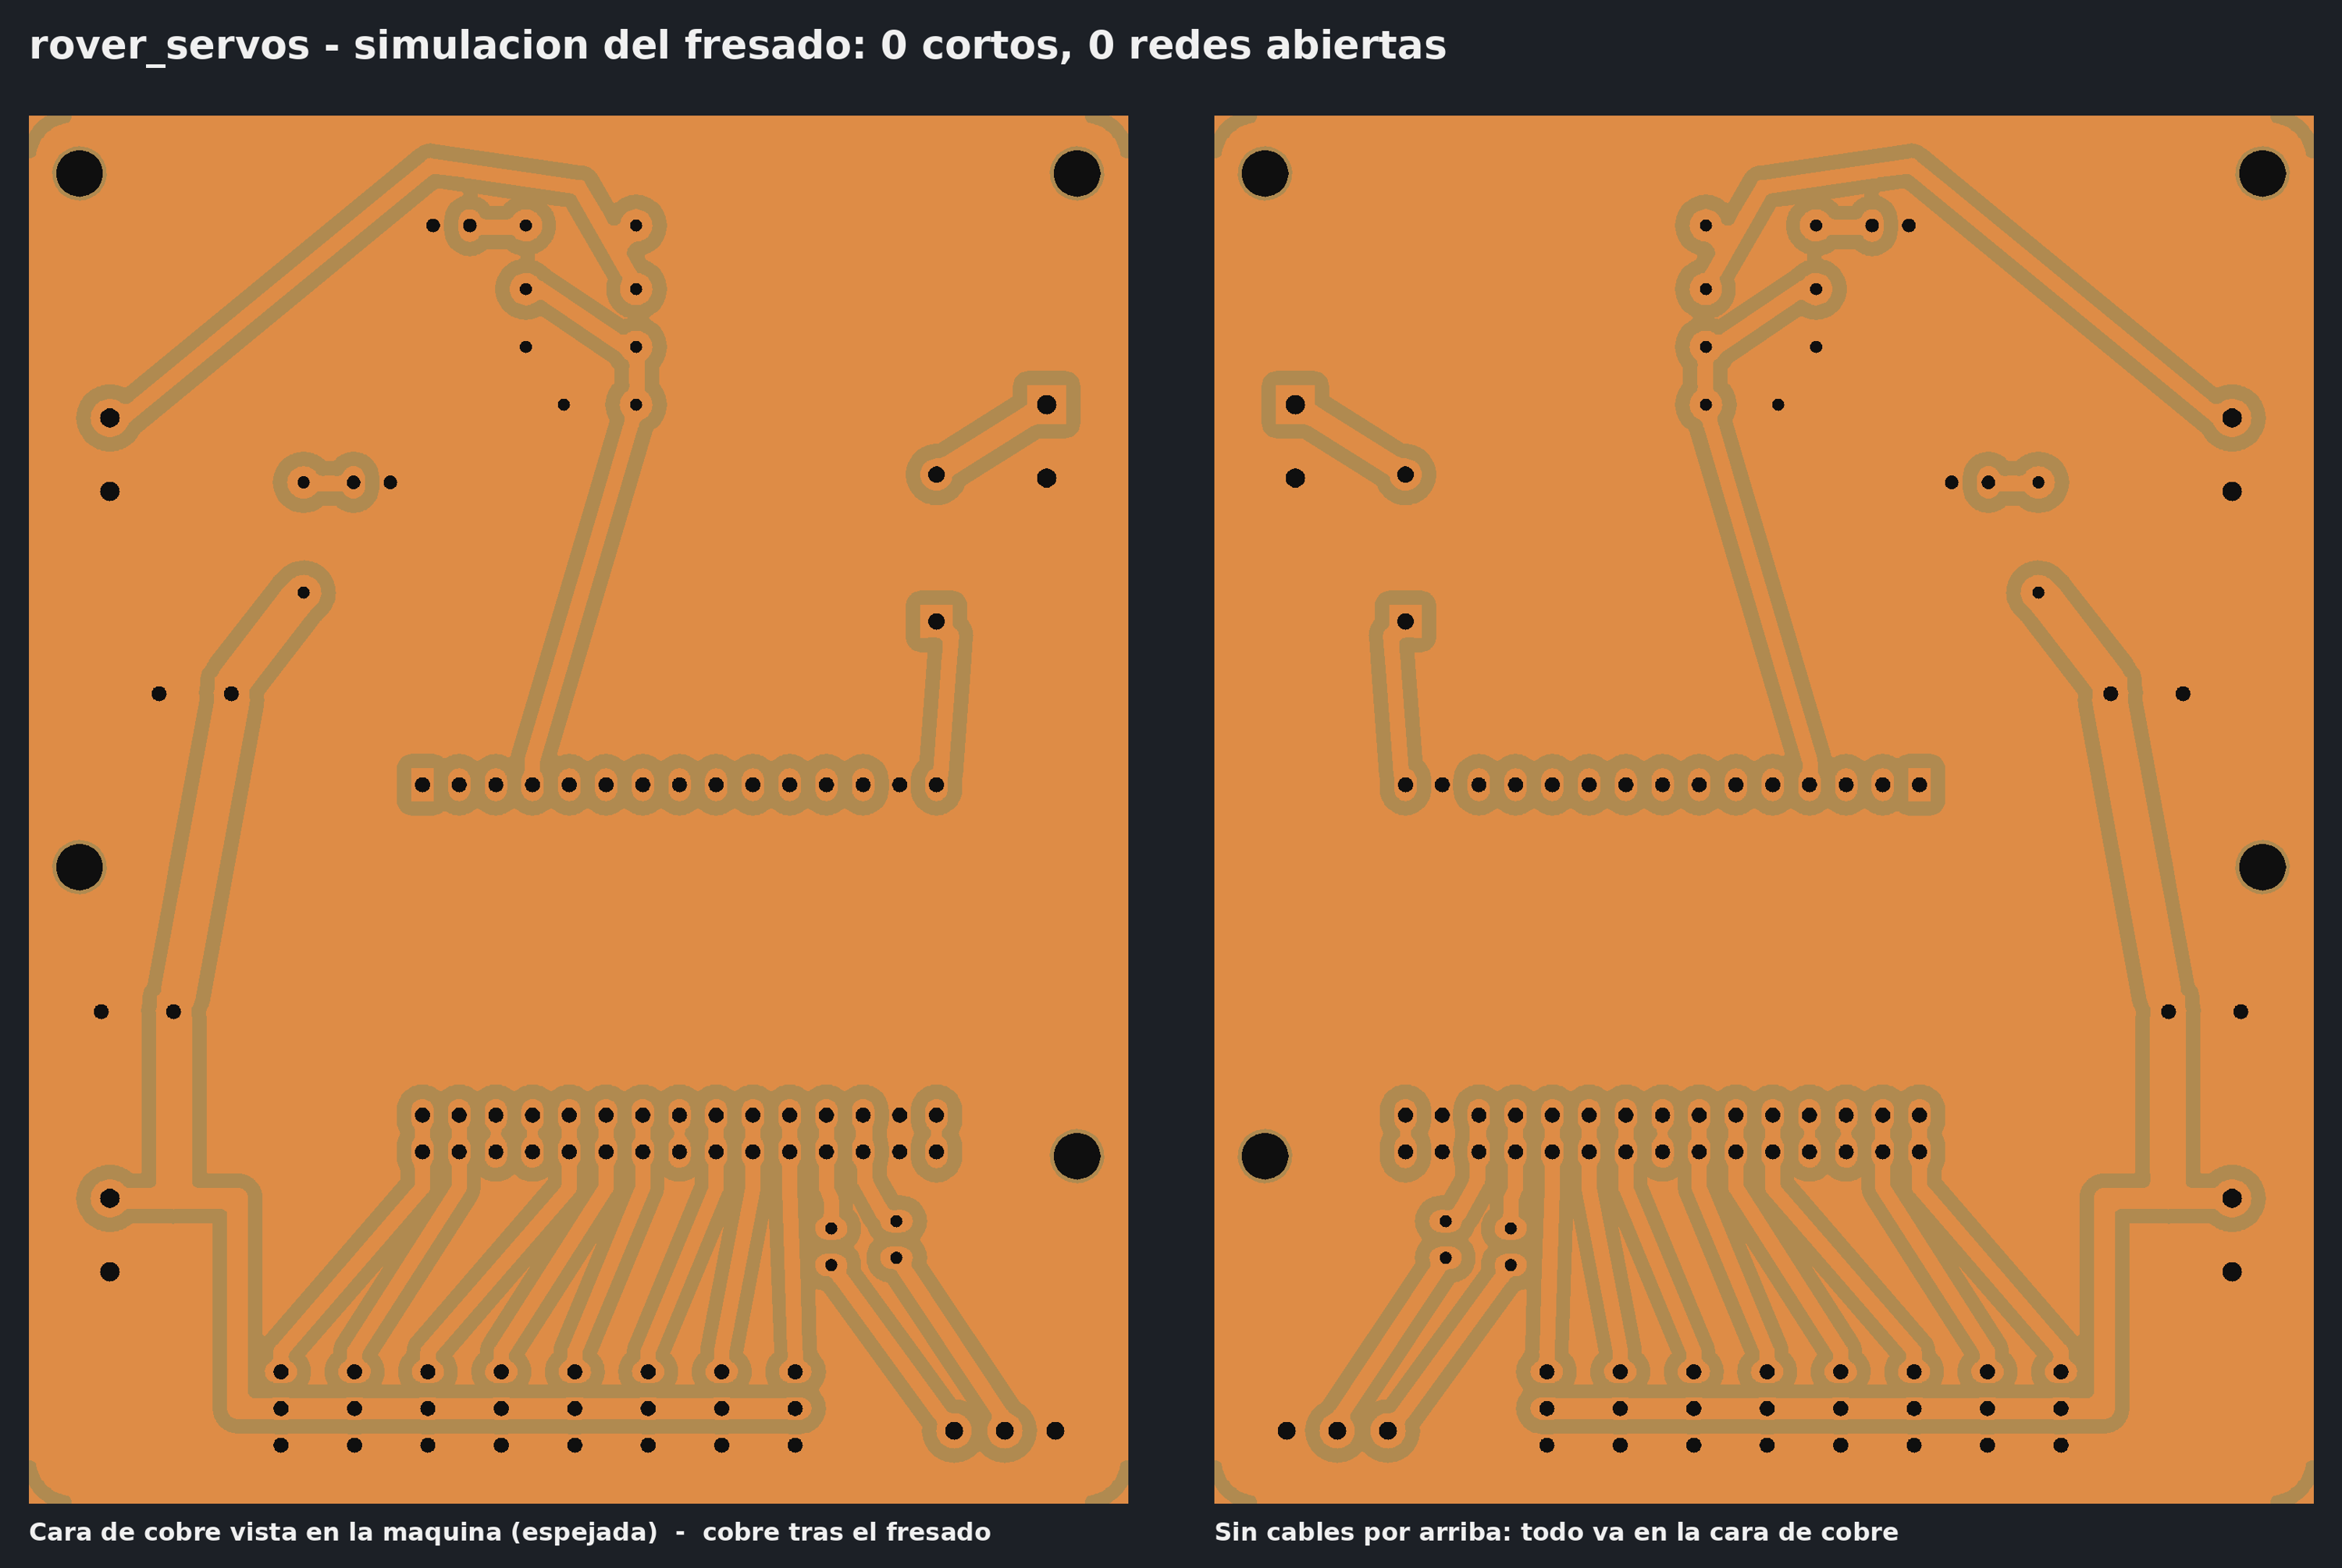 rover_servos - simulacion del fresado: 0 cortos, 0 redes abiertas
Cara de cobre vista en la maquina (espejada)  -  cobre tras el fresado
Sin cables por arriba: todo va en la cara de cobre